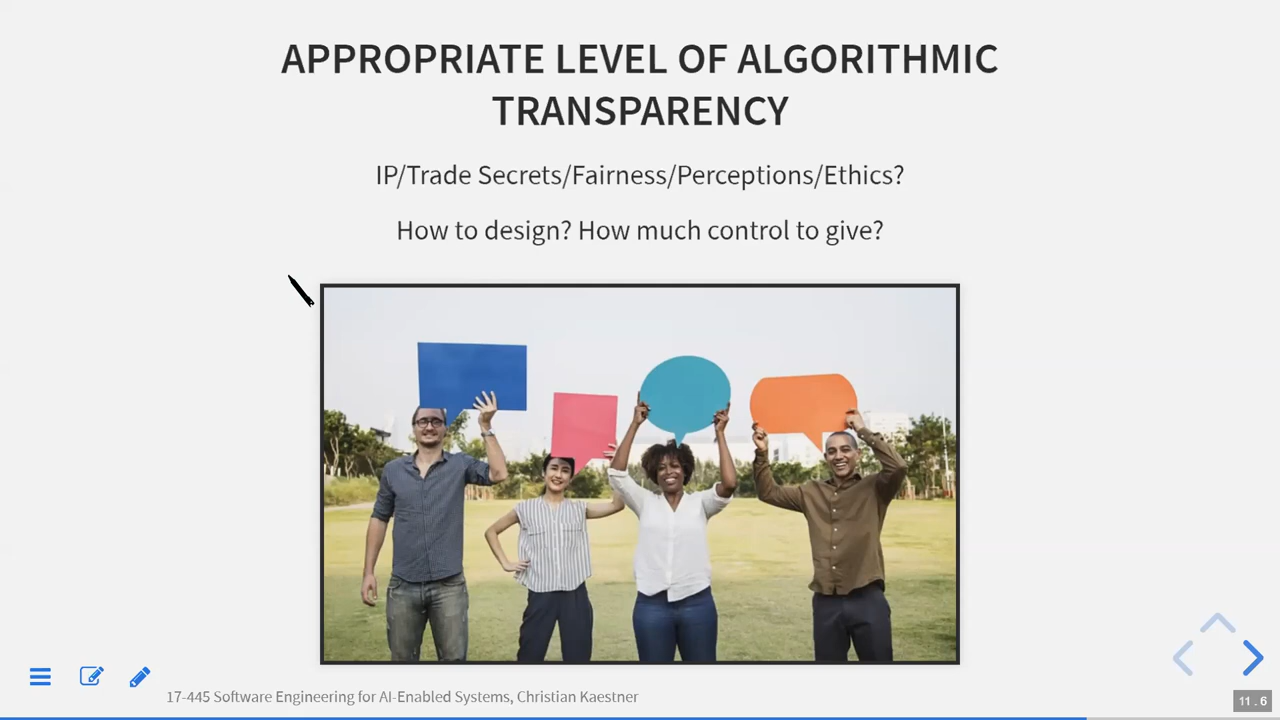 APPROPRIATE LEVEL OF ALGORITHMIC
TRANSPARENCY
IP/Trade Secrets/Fairness/Perceptions/Ethics?
How to design? How much control to give?
17-445 Software Engineering for AI-Enabled Systems, Christian Kaestner
11.6